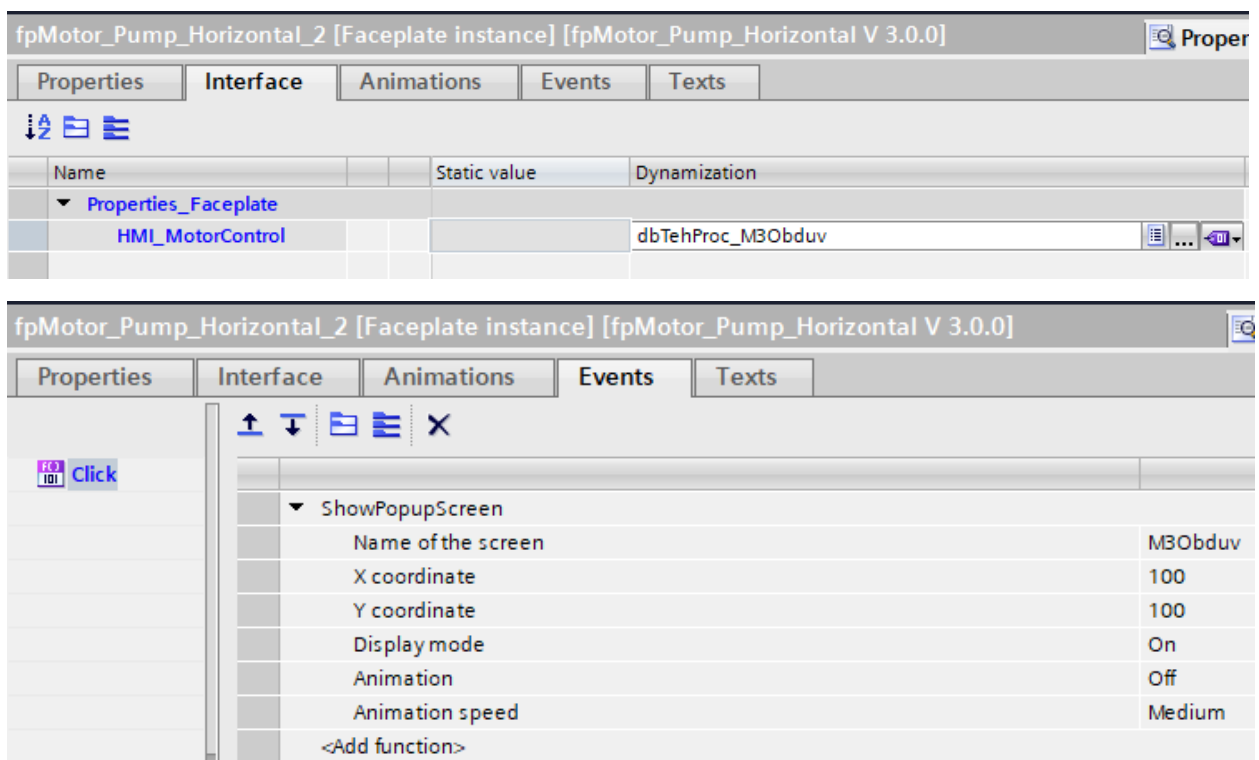 fpMotor_Pump_Horizontal_2 [Faceplate instance] [fpMotor_Pump_Horizontal V 3.0.0] Proper
Properties Interface Animations Events Texts
Name Static value Dynamization
Properties_Faceplate
HMI_MotorControl dbTehProc_M3Obduv
fpMotor_Pump_Horizontal_2 [Faceplate instance] [fpMotor_Pump_Horizontal V 3.0.0]
Properties Interface Animations Events Texts
Click
ShowPopupScreen
Name of the screen M3Obduv
X coordinate 100
Y coordinate 100
Display mode On
Animation Off
Animation speed Medium
<Add function>